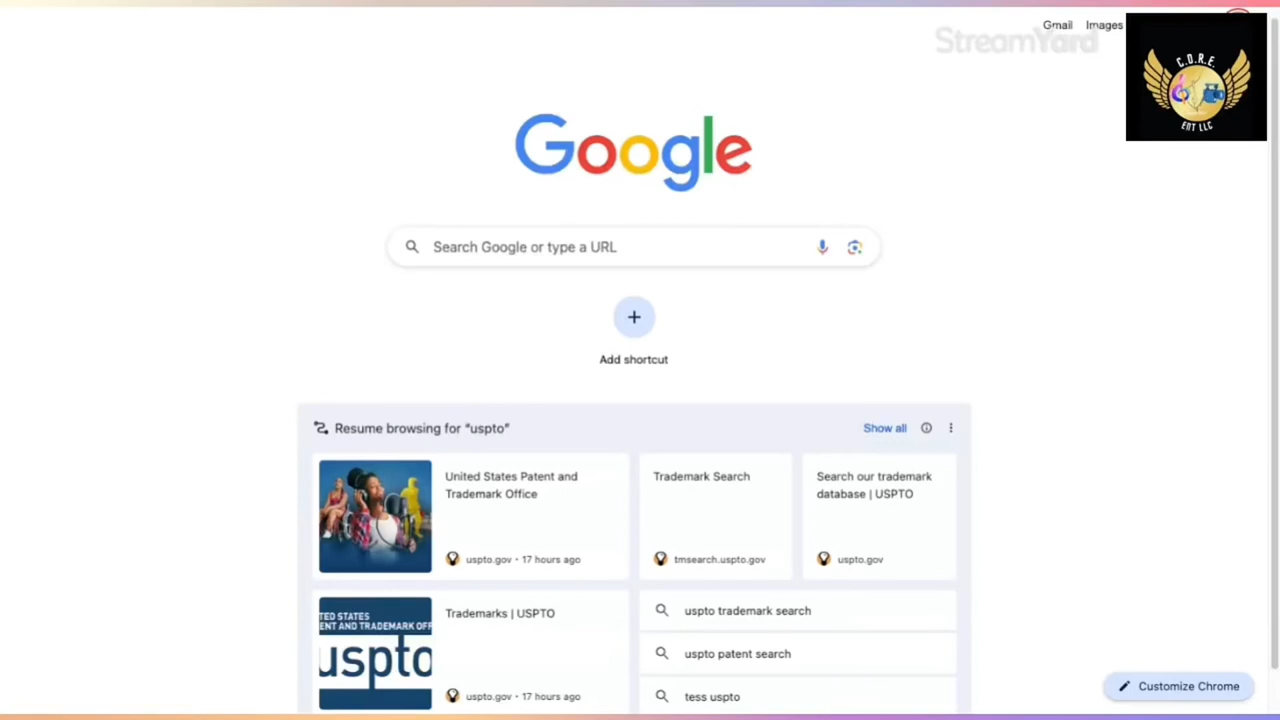 Gmail Images
StreamYard
C.D.R.E.
ENT LLC
Google
Search Google or type a URL
Add shortcut
Resume browsing for “uspto”
Show all
United States Patent and
Trademark Office
uspto.gov • 17 hours ago
Trademark Search
tmsearch.uspto.gov
Search our trademark
database | USPTO
uspto.gov
UNITED STATES
PATENT AND TRADEMARK OFF
uspto
Trademarks | USPTO
uspto.gov • 17 hours ago
uspto trademark search
uspto patent search
tess uspto
Customize Chrome